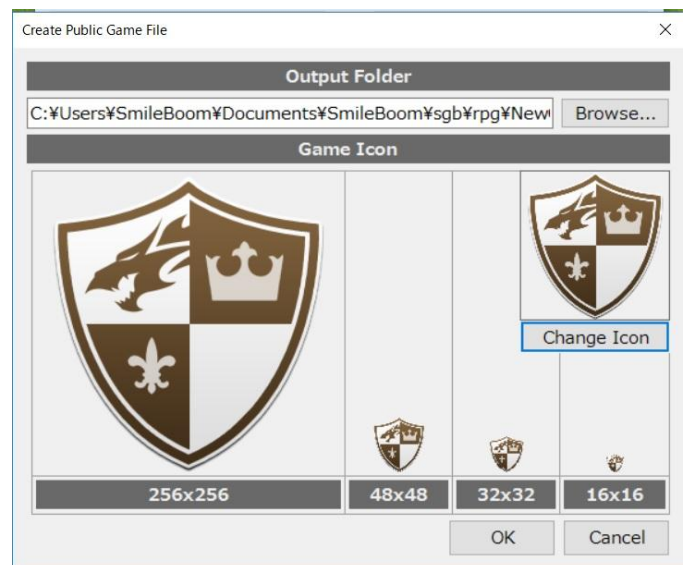 Create Public Game File
Output Folder
C:¥Users¥SmileBoom¥Documents¥SmileBoom¥sgb¥rpg¥New
Browse...
Game Icon
Change Icon
256x256
48x48
32x32
16x16
OK
Cancel